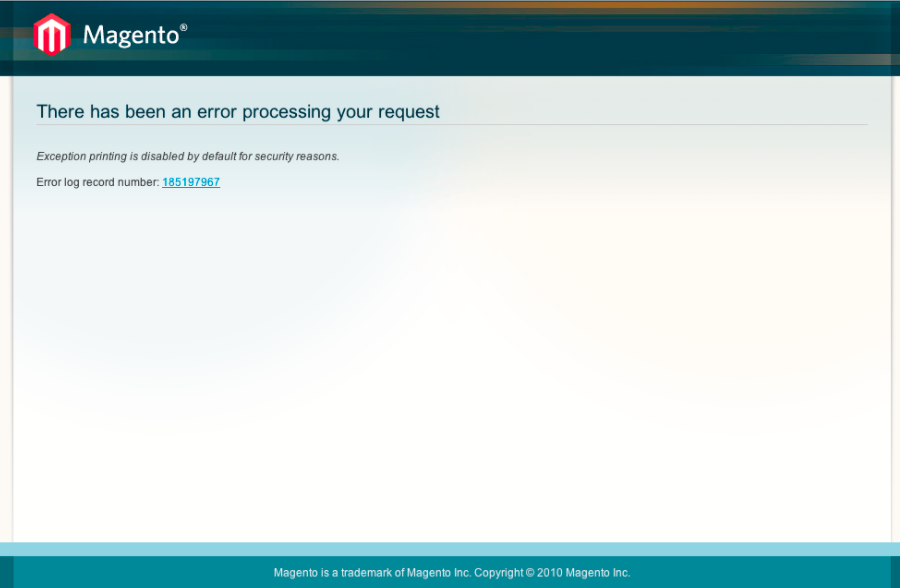 Magento®
There has been an error processing your request
Exception printing is disabled by default for security reasons.
Error log record number: 185197967
Magento is a trademark of Magento Inc. Copyright © 2010 Magento Inc.